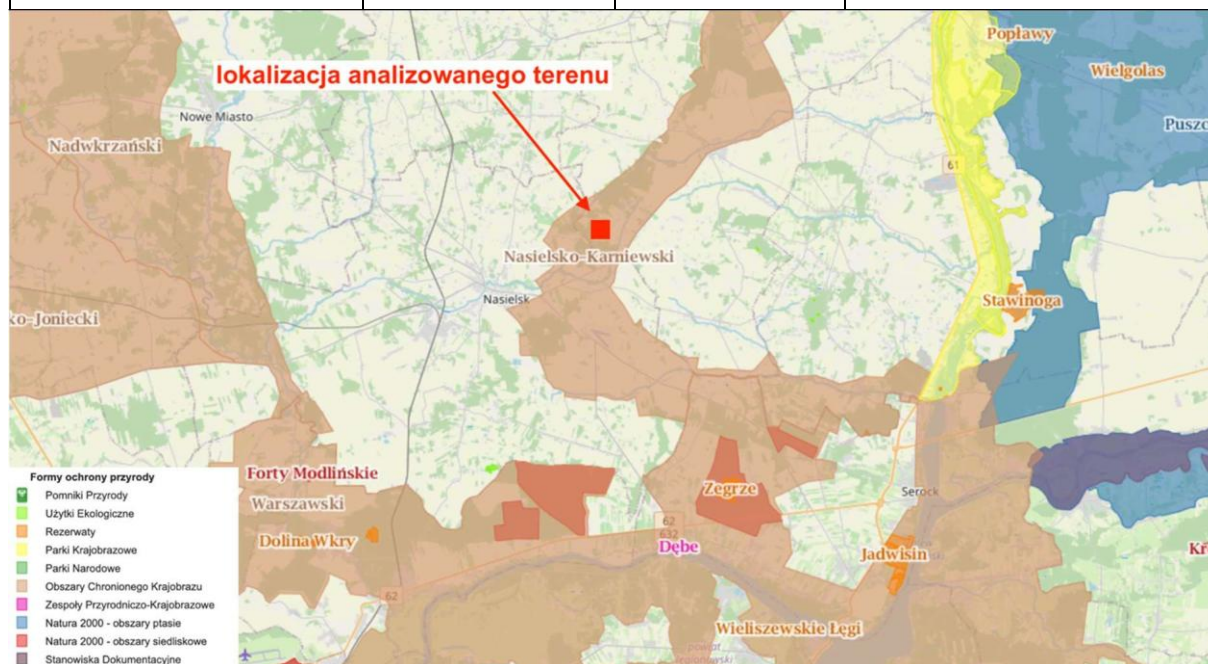 Popławy
lokalizacja analizowanego terenu
Wielgolas
Nowe Miasto
Puszc
Nadwkrzański
61
Nasielsko-Karniewski
Nasielsk
Stawinoga
ko-Joniecki
Formy ochrony przyrody
Pomniki Przyrody
Użytki Ekologiczne
Rezerwaty
Parki Krajobrazowe
Parki Narodowe
Obszary Chronionego Krajobrazu
Zespoły Przyrodniczo-Krajobrazowe
Natura 2000 - obszary ptasie
Natura 2000 - obszary siedliskowe
Stanowiska Dokumentacyjne
Forty Modlińskie
Warszawski
Zegrze
Serock
Dolina Wkry
62
632
Dębe
Jadwisin
Kr
62
Wieliszewskie Łęgi
powiat